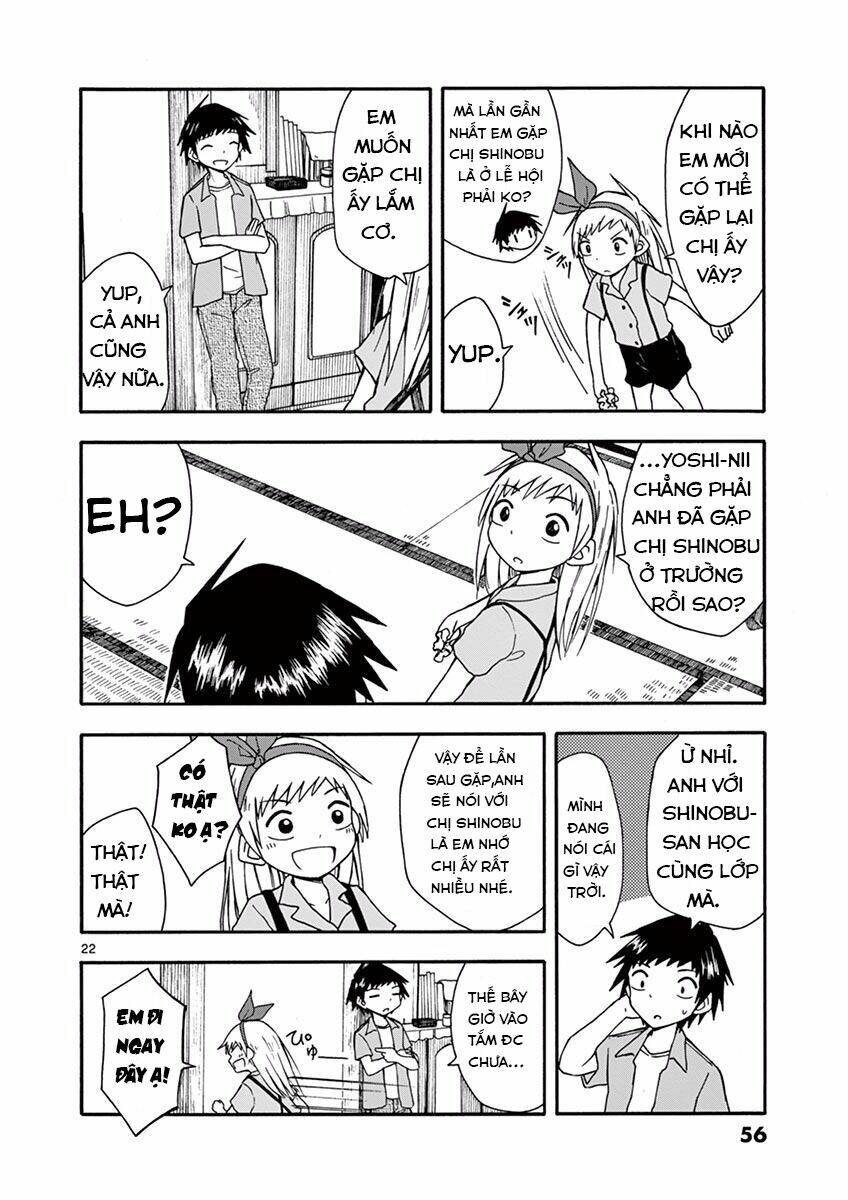 KHI NÀO
EM MỚI
CÓ THỂ
GẶP LẠI
CHỊ ẤY
VẬY?
MÀ LẦN GẦN
NHẤT EM GẶP
CHỊ SHINOBU
LÀ Ở LỄ HỘI
PHẢI KO?
YUP.
EM
MUỐN
GẶP CHỊ
ẤY LẮM
CƠ.
YUP,
CẢ ANH
CŨNG
VẬY NỮA.
...YOSHI-NII
CHẲNG PHẢI
ANH ĐÃ GẶP
CHỊ SHINOBU
Ở TRƯỜNG
RỒI SAO?
EH?
Ừ NHỈ.
ANH VỚI
SHINOBU-
SAN HỌC
CÙNG LỚP
MÀ.
MÌNH
ĐANG
NÓI CÁI
GÌ VẬY
TRỜI.
VẬY ĐỂ LẦN
SAU GẶP,ANH
SẼ NÓI VỚI
CHỊ SHINOBU
LÀ EM NHỚ
CHỊ ẤY RẤT
NHIỀU NHÉ.
CÓ
THẬT
KO Ạ?
THẬT!
THẬT
MÀ!
22
THẾ BÂY
GIỜ VÀO
TẮM ĐC
CHƯA...
ぴゅー
EM ĐI
NGAY
ĐÂY Ạ!
56